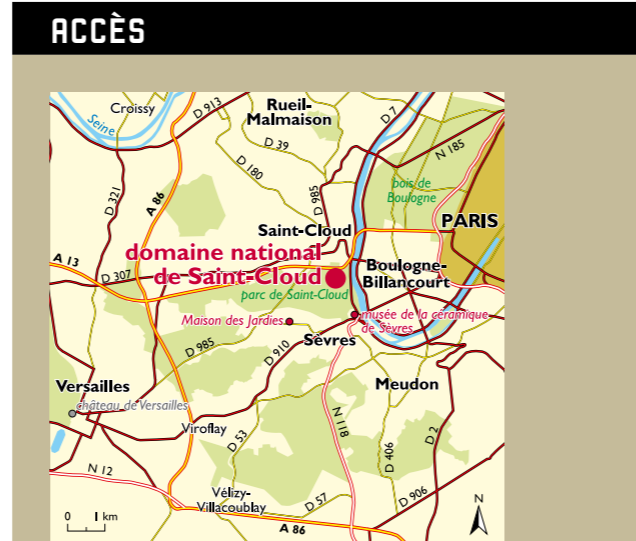 ACCÈS
Croissy
Seine
D 913
Rueil-
Malmaison
D 7
D 39
D 180
N 185
D 321
A 86
D 985
bois de
Boulogne
PARIS
Saint-Cloud
domaine national
de Saint-Cloud
A 13
D 307
parc de Saint-Cloud
Boulogne-
Billancourt
Maison des Jardies
musée de la céramique
de Sèvres
D 985
D 910
Sèvres
Versailles
château de Versailles
Meudon
Viroflay
D 53
N 118
D 406
D 2
N 12
Vélizy-
Villacoublay
D 57
D 906
A 86
0 1 km
N